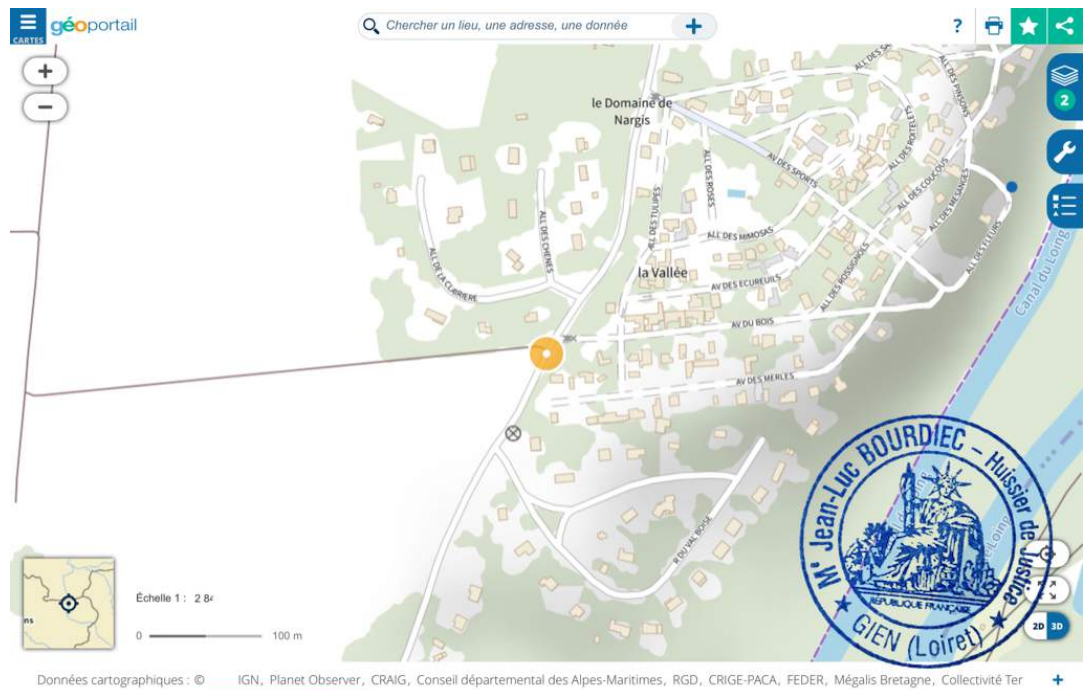 CARTES
géoportail
Chercher un lieu, une adresse, une donnée
?
2
le Domaine de
Nargis
ALL DES PINSONS
ALL DES ROITELETS
AV DES SPORTS
ALL DES COUCOUS
ALL DES MESANGES
ALL DES ROSES
ALL DES TULIPES
ALL DES MIMOSAS
ALL DES FLEURS
ALL DES CHENES
ALL DE LA CLAIRIERE
la Vallée
AV DES ECUREUILS
ALL DES ROSSIGNOLS
AV DU BOIS
AV DES MERLES
Canal du Loing
R DU VAL BOISE
Mᵉ Jean-Luc BOURDIEC - Huissier de Justice
RÉPUBLIQUE FRANÇAISE
GIEN (Loiret)
Échelle 1 : 2 84
0
100 m
2D 3D
Données cartographiques : © IGN, Planet Observer, CRAIG, Conseil départemental des Alpes-Maritimes, RGD, CRIGE-PACA, FEDER, Mégalis Bretagne, Collectivité Ter